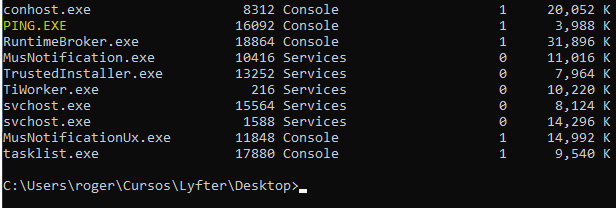 conhost.exe 8312 Console 1 20,052 K
PING.EXE 16092 Console 1 3,988 K
RuntimeBroker.exe 18864 Console 1 31,896 K
MusNotification.exe 10416 Services 0 11,016 K
TrustedInstaller.exe 13252 Services 0 7,964 K
TiWorker.exe 216 Services 0 10,220 K
svchost.exe 15564 Services 0 8,124 K
svchost.exe 1588 Services 0 14,296 K
MusNotificationUx.exe 11848 Console 1 14,992 K
tasklist.exe 17880 Console 1 9,540 K
C:\Users\roger\Cursos\Lyfter\Desktop>